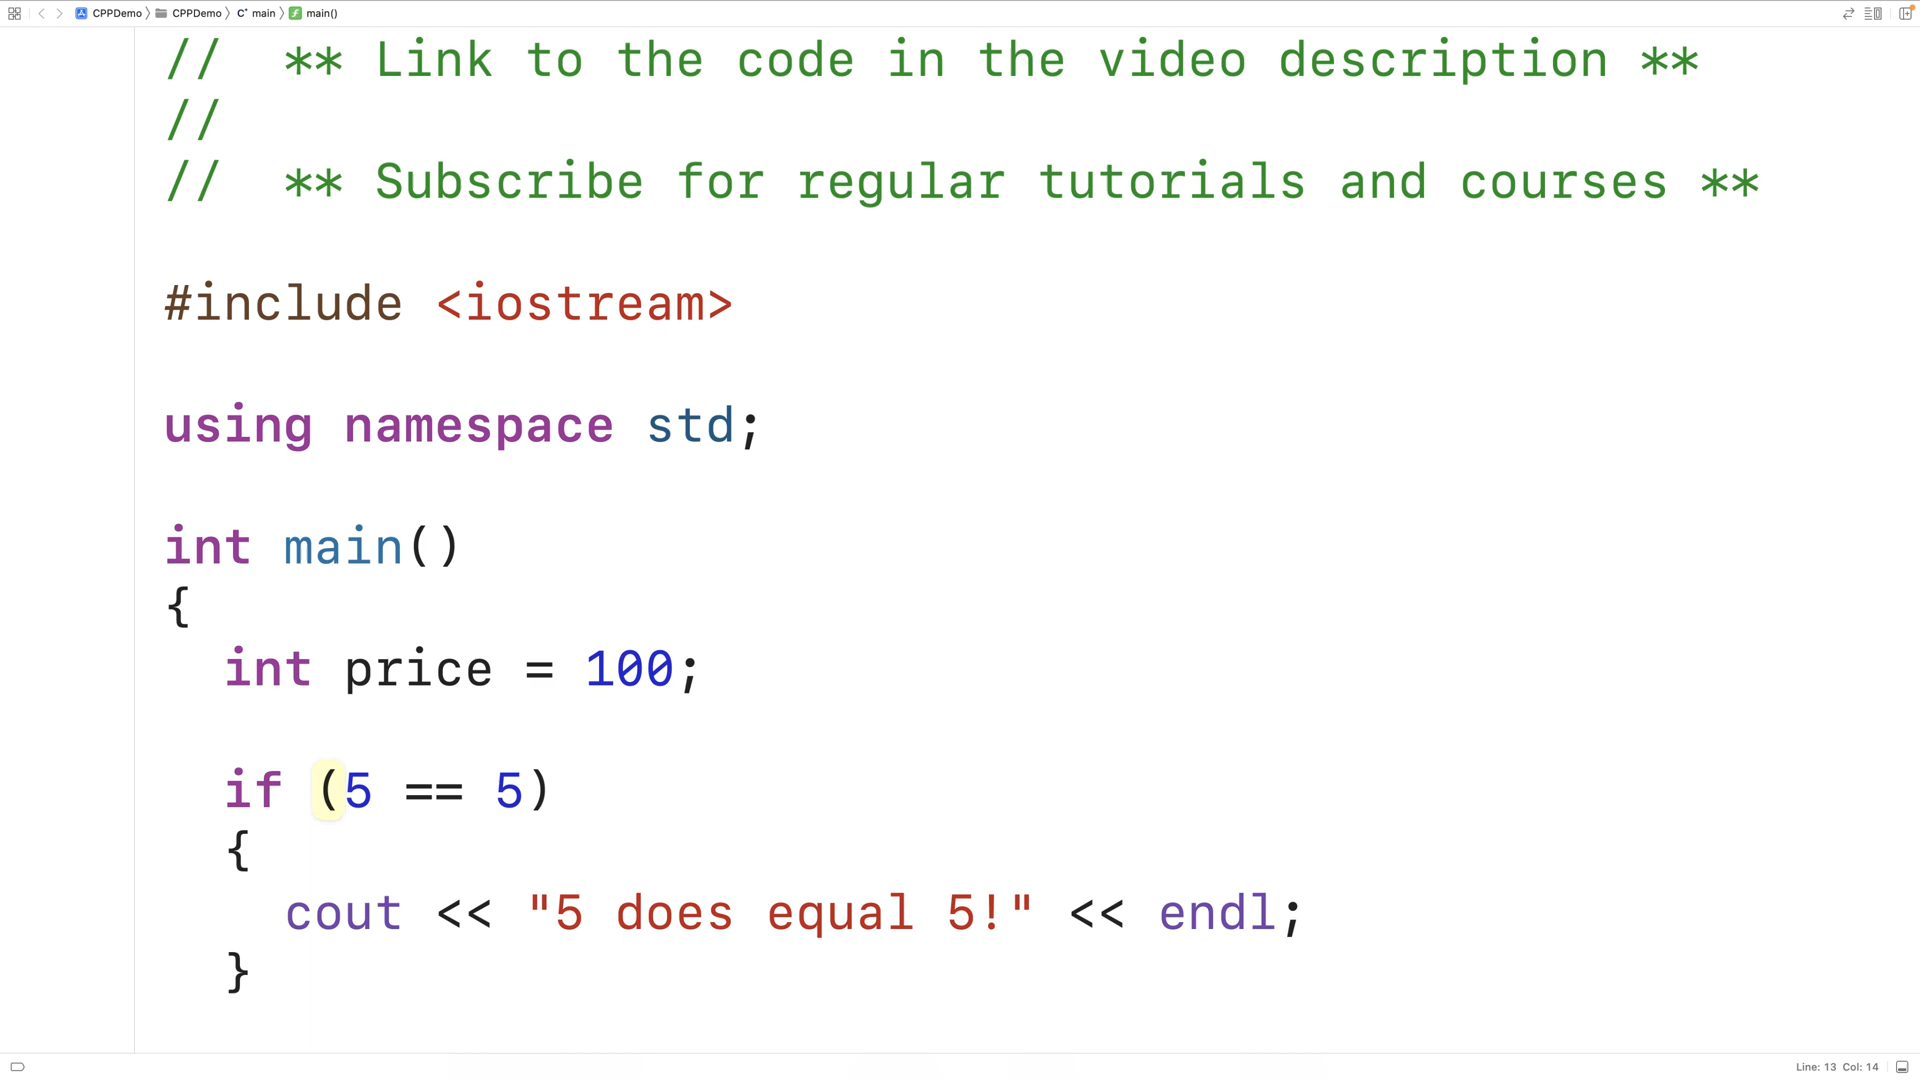 CPPDemo CPPDemo C+ main f main()
// ** Link to the code in the video description **
//
// ** Subscribe for regular tutorials and courses **
#include <iostream>
using namespace std;
int main()
{
int price = 100;
if (5 == 5)
{
cout << "5 does equal 5!" << endl;
}
Line: 13 Col: 14